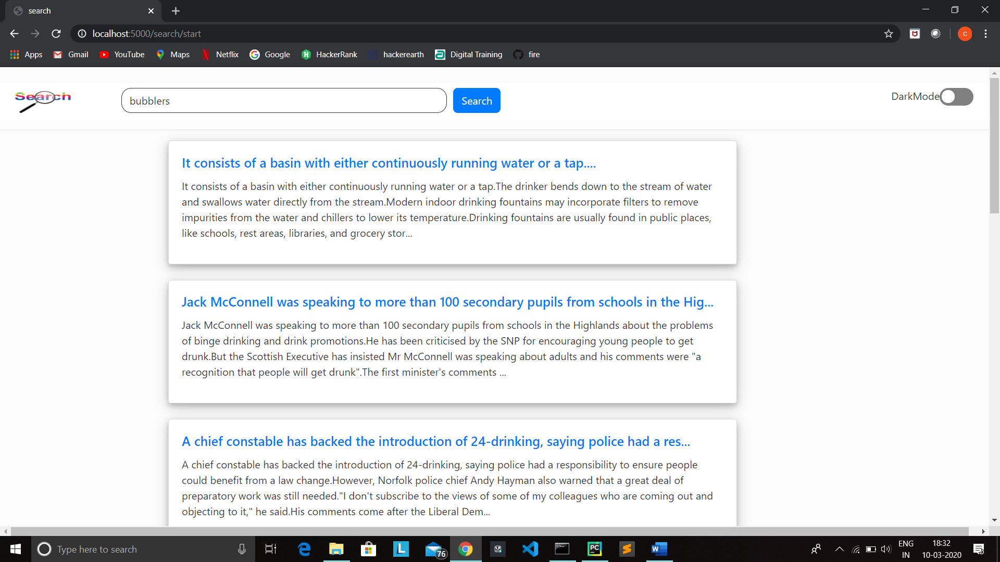 search
localhost:5000/search/start
C
Apps Gmail YouTube Maps Netflix Google HackerRank hackerearth Digital Training fire
Search
bubblers
Search
DarkMode
It consists of a basin with either continuously running water or a tap....
It consists of a basin with either continuously running water or a tap.The drinker bends down to the stream of water
and swallows water directly from the stream.Modern indoor drinking fountains may incorporate filters to remove
impurities from the water and chillers to lower its temperature.Drinking fountains are usually found in public places,
like schools, rest areas, libraries, and grocery stor...
Jack McConnell was speaking to more than 100 secondary pupils from schools in the Hig...
Jack McConnell was speaking to more than 100 secondary pupils from schools in the Highlands about the problems
of binge drinking and drink promotions.He has been criticised by the SNP for encouraging young people to get
drunk.But the Scottish Executive has insisted Mr McConnell was speaking about adults and his comments were "a
recognition that people will get drunk".The first minister's comments ...
A chief constable has backed the introduction of 24-drinking, saying police had a res...
A chief constable has backed the introduction of 24-drinking, saying police had a responsibility to ensure people
could benefit from a law change.However, Norfolk police chief Andy Hayman also warned that a great deal of
preparatory work was still needed."I don't subscribe to the views of some of my colleagues who are coming out and
objecting to it," he said.His comments come after the Liberal Dem...
Type here to search
L
76
PC
W
ENG
IN
18:32
10-03-2020